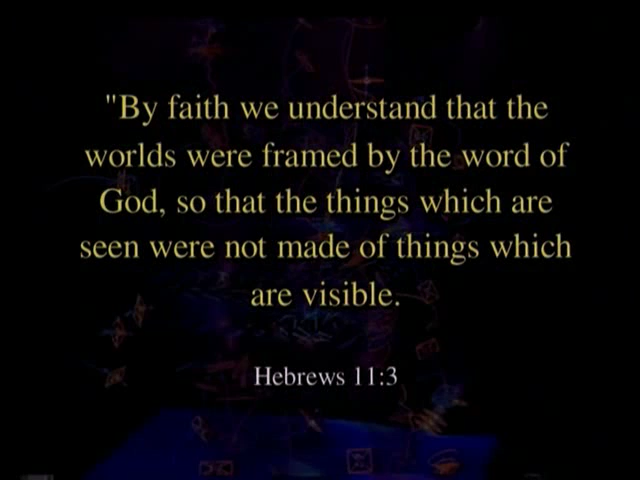 "By faith we understand that the
worlds were framed by the word of
God, so that the things which are
seen were not made of things which
are visible.
Hebrews 11:3